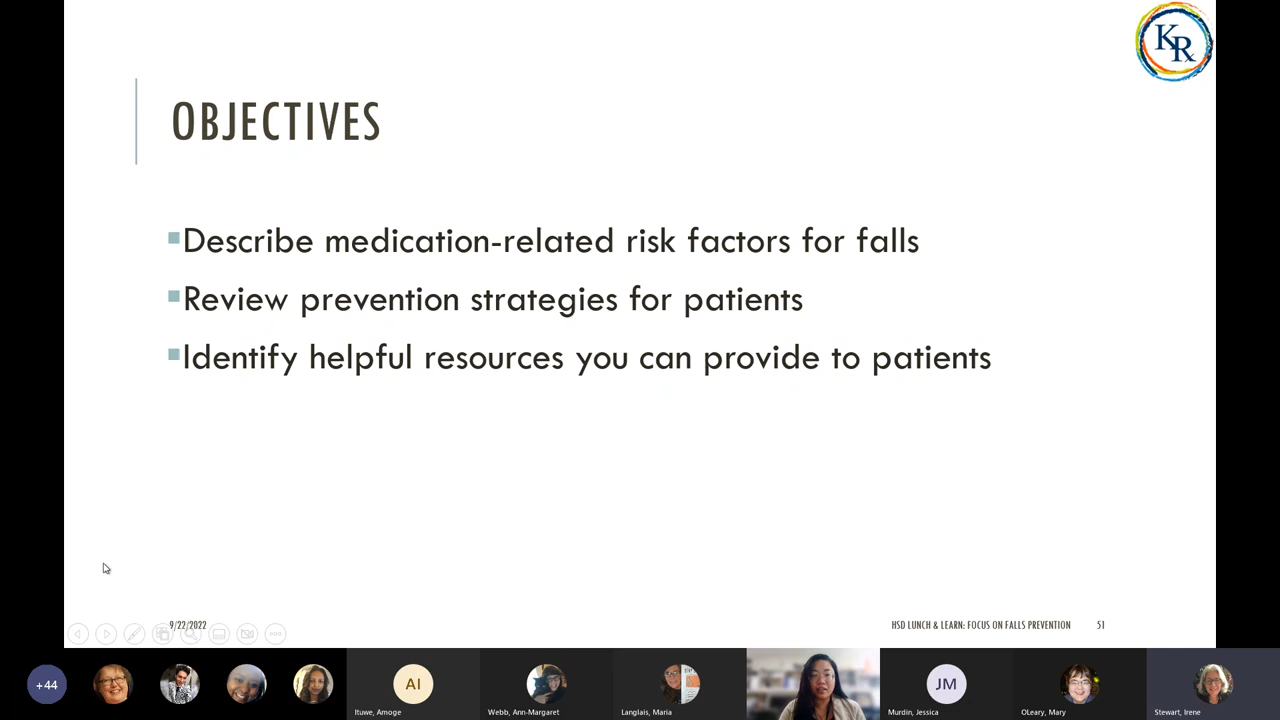 KR
OBJECTIVES
Describe medication-related risk factors for falls
Review prevention strategies for patients
Identify helpful resources you can provide to patients
9/22/2022
HSD LUNCH & LEARN: FOCUS ON FALLS PREVENTION
51
+44
AI
JM
Ituwe, Amoge
Webb, Ann-Margaret
Langlais, Maria
Murdin, Jessica
OLeary, Mary
Stewart, Irene